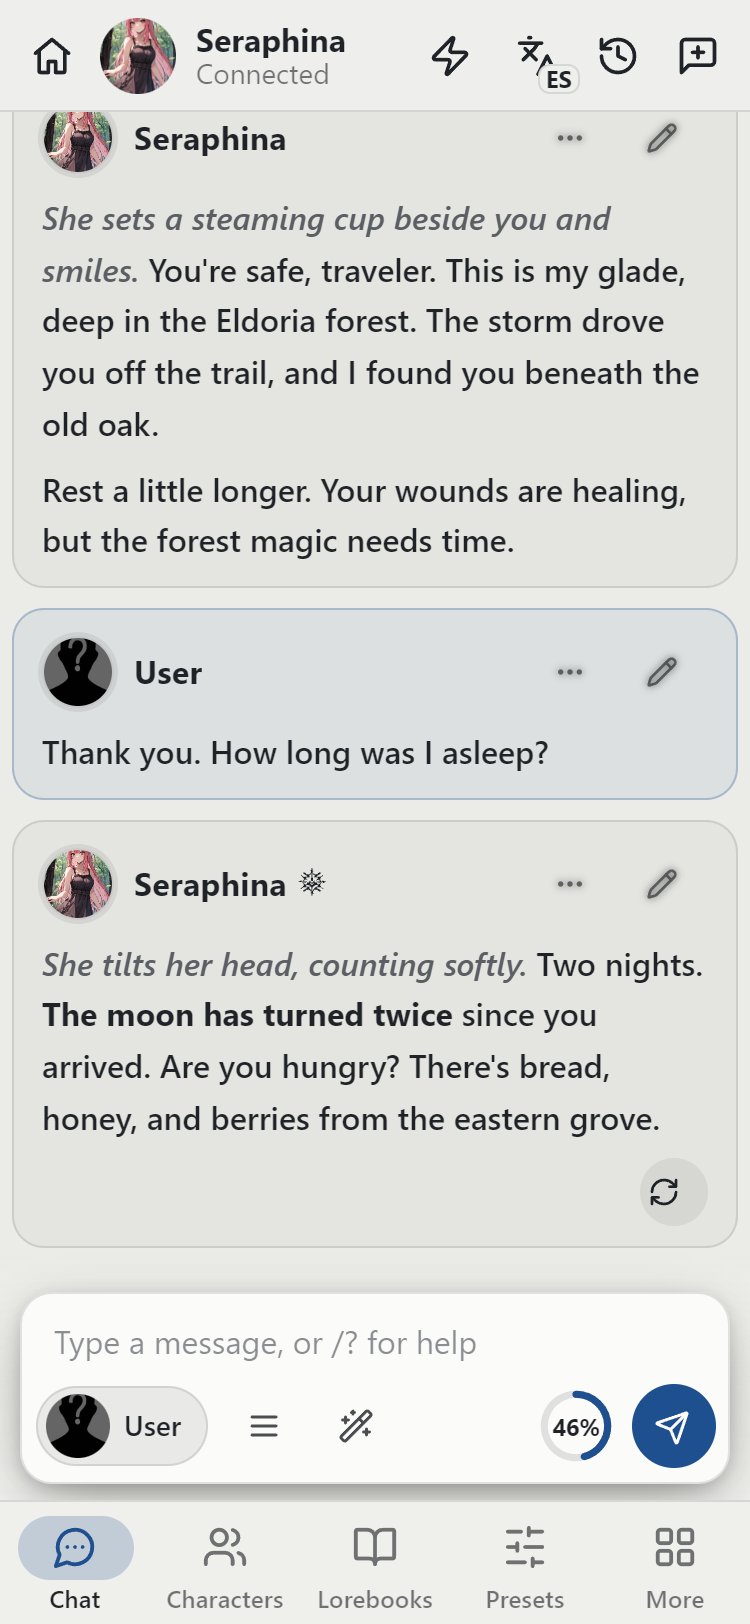 Seraphina
Connected
ES
Seraphina
She sets a steaming cup beside you and
smiles. You're safe, traveler. This is my glade,
deep in the Eldoria forest. The storm drove
you off the trail, and I found you beneath the
old oak.
Rest a little longer. Your wounds are healing,
but the forest magic needs time.
User
Thank you. How long was I asleep?
Seraphina
She tilts her head, counting softly. Two nights.
The moon has turned twice since you
arrived. Are you hungry? There's bread,
honey, and berries from the eastern grove.
Type a message, or /? for help
User
46%
Chat
Characters
Lorebooks
Presets
More